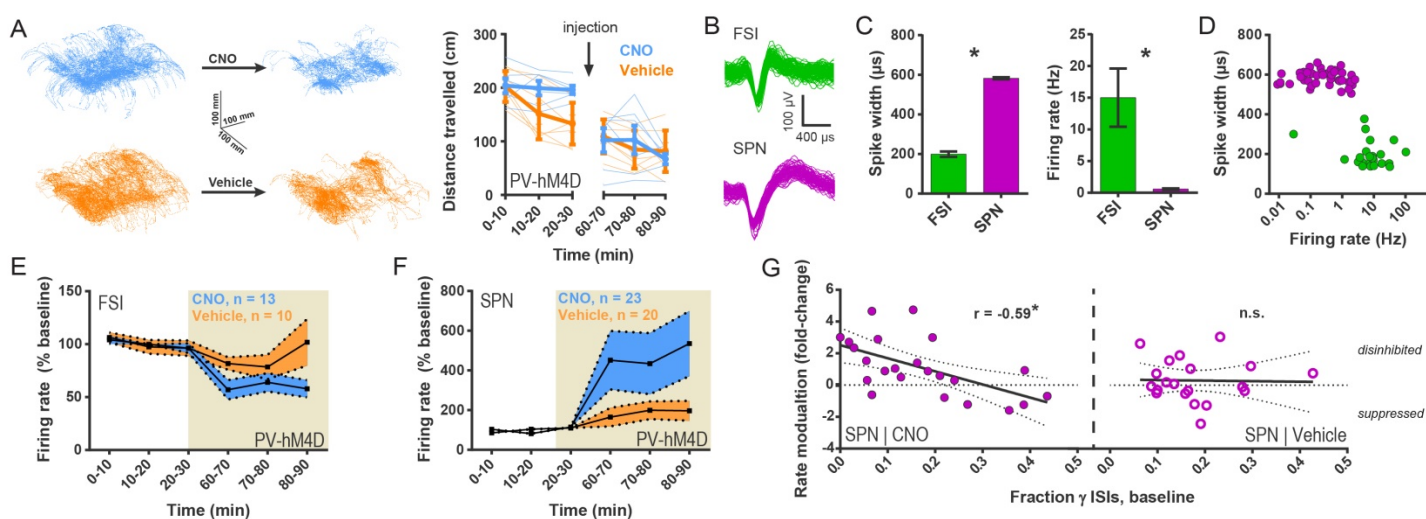 A
CNO
100 mm
100 mm
100 mm
Vehicle
injection
CNO
Vehicle
Distance travelled (cm)
300
200
100
0
PV-hM4D
0-10
10-20
20-30
60-70
70-80
80-90
Time (min)
B
FSI
100 µV
400 µs
SPN
C
Spike width (µs)
800
600
400
200
0
*
FSI
SPN
Firing rate (Hz)
25
20
15
10
5
0
*
FSI
SPN
D
Spike width (µs)
800
600
400
200
0
0.01
0.1
1
10
100
Firing rate (Hz)
E
Firing rate (% baseline)
150
100
50
0
FSI
CNO, n = 13
Vehicle, n = 10
PV-hM4D
0-10
10-20
20-30
60-70
70-80
80-90
Time (min)
F
Firing rate (% baseline)
800
600
400
200
0
SPN
CNO, n = 23
Vehicle, n = 20
PV-hM4D
0-10
10-20
20-30
60-70
70-80
80-90
Time (min)
G
Rate modualtion (fold-change)
6
4
2
0
-2
-4
r = -0.59*
SPN | CNO
0.0
0.1
0.2
0.3
0.4
0.5
n.s.
disinhibited
suppressed
SPN | Vehicle
0.0
0.1
0.2
0.3
0.4
0.5
Fraction γ ISIs, baseline